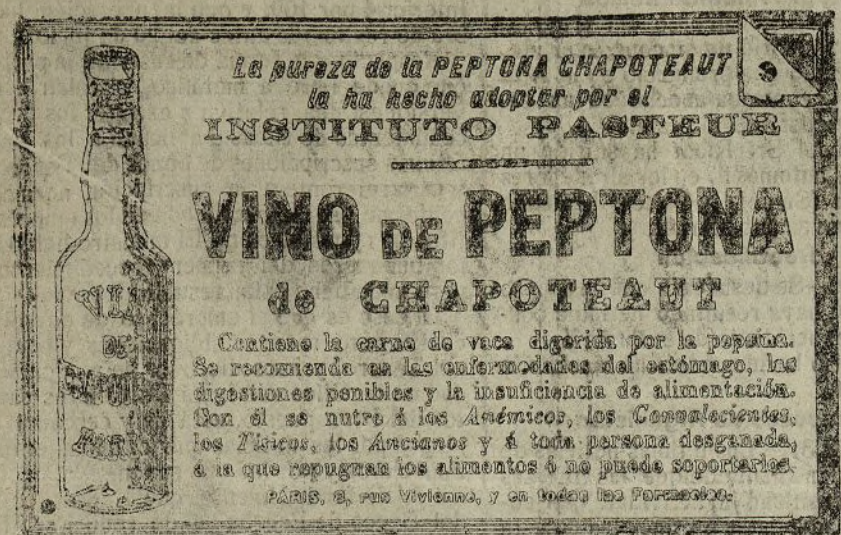 La pureza de la PEPTONA CHAPOTEAUT
la ha hecho adoptar por el
INSTITUTO PASTEUR
VINO DE PEPTONA
de CHAPOTEAUT
Contiene la carne de vaca digerida por la pepsina.
Se recomienda en las enfermedades del estómago, las
digestiones penibles y la insuficiencia de alimentación.
Con él se nutre á los Anémicos, los Convalecientes,
los Tísicos, los Ancianos y á toda persona desganada,
á la que repugnan los alimentos ó no puede soportarlos.
PARIS, 8, rue Vivienne, y en todas las Farmacias.
VIN
DE